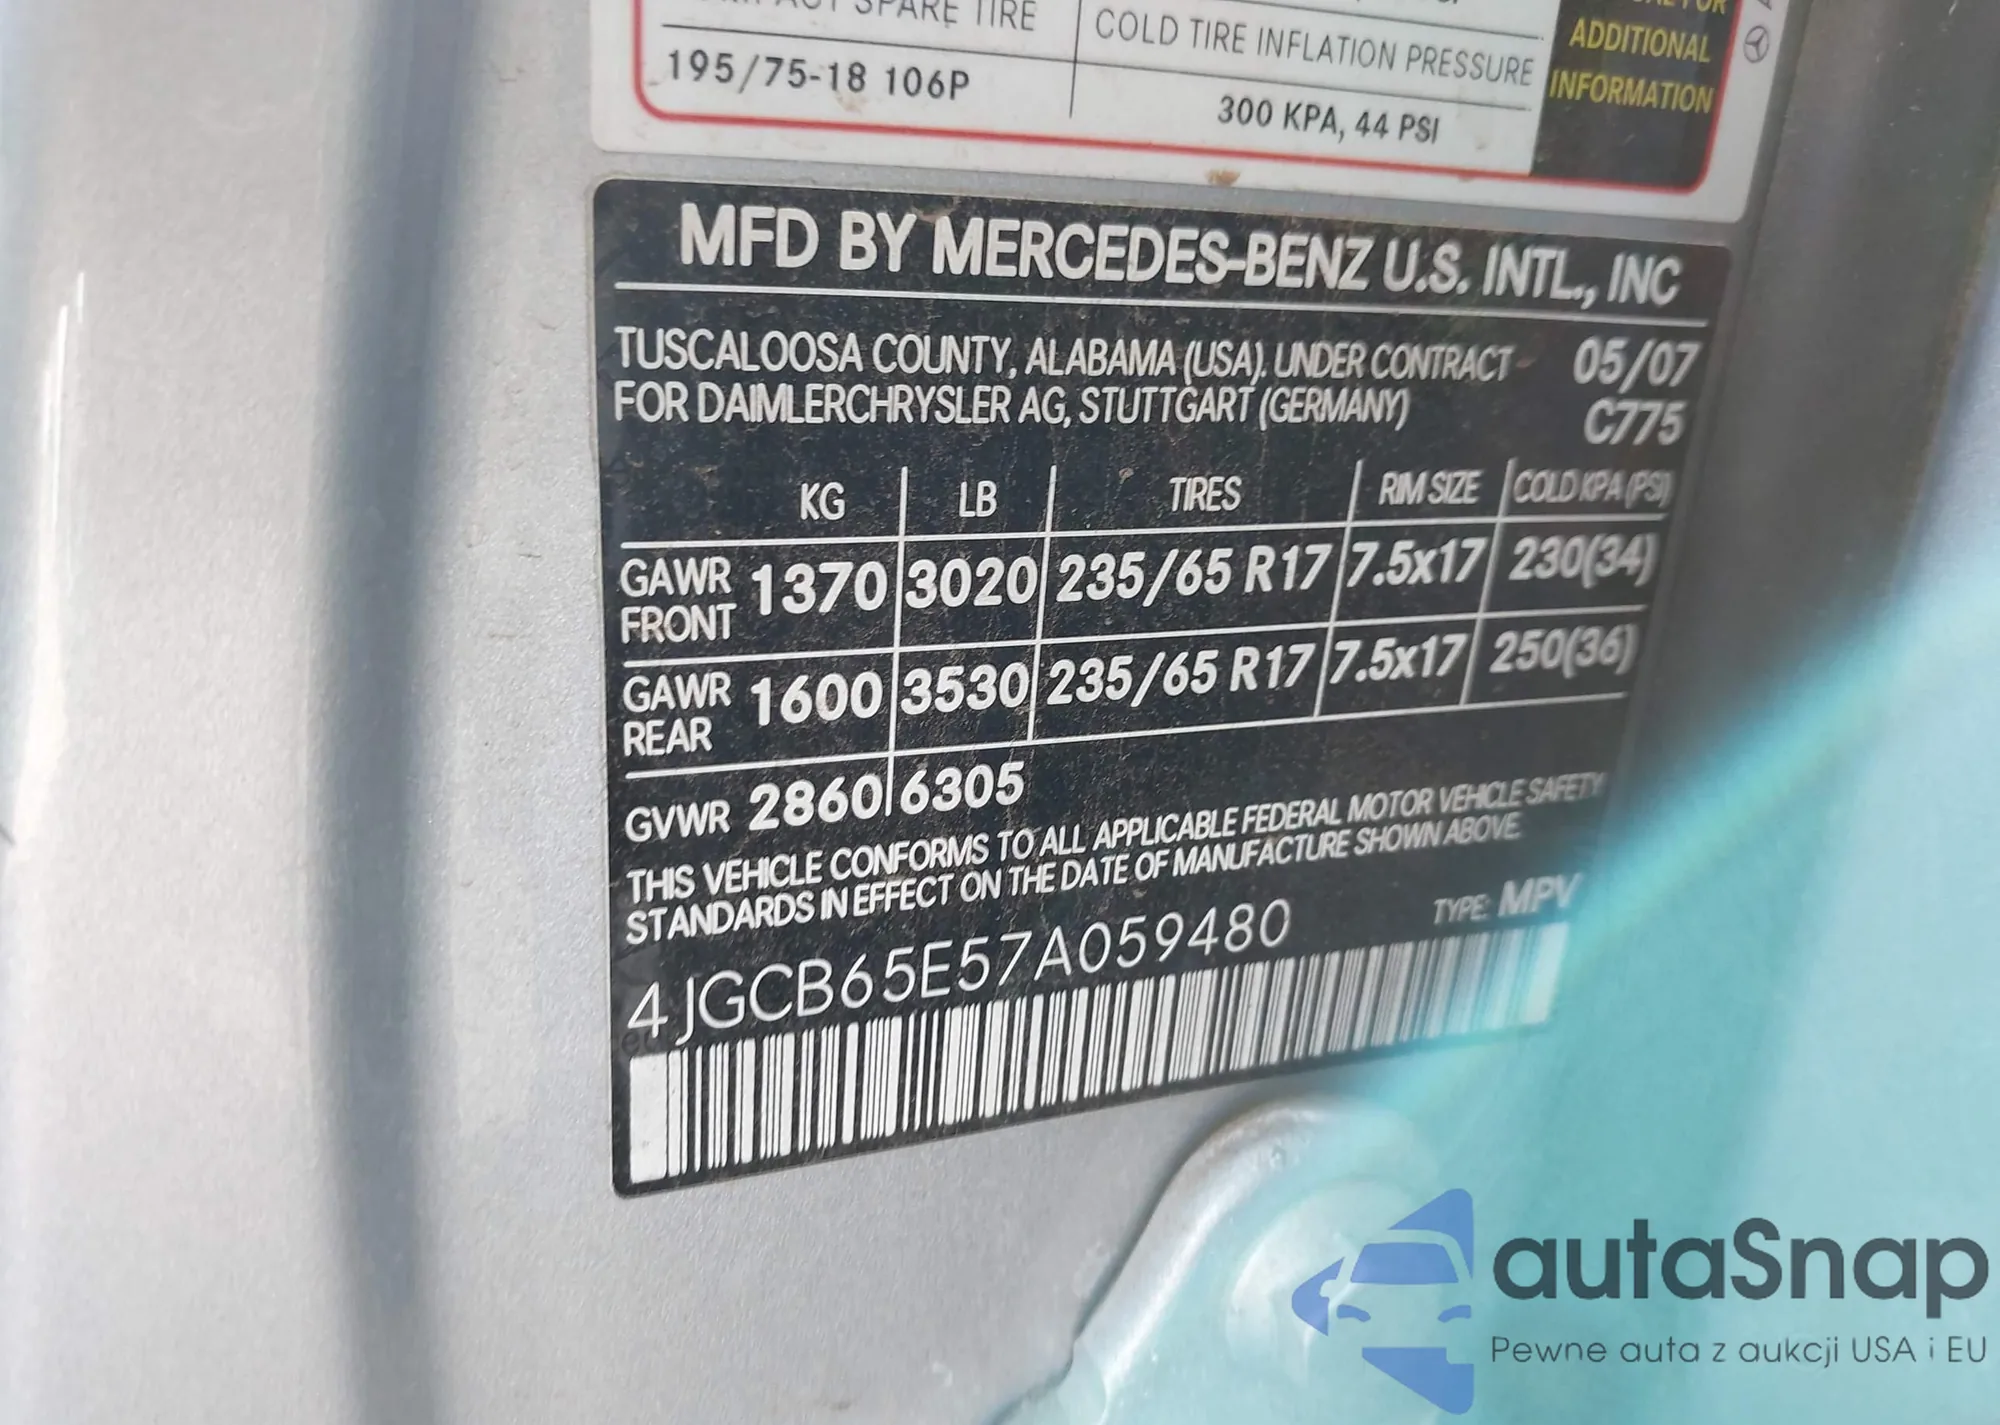 SPARE TIRE
COLD TIRE INFLATION PRESSURE
195/75-18 106P
300 KPA, 44 PSI
ADDITIONAL
INFORMATION
MFD BY MERCEDES-BENZ U.S. INTL., INC
TUSCALOOSA COUNTY, ALABAMA (USA). UNDER CONTRACT 05/07
FOR DAIMLERCHRYSLER AG, STUTTGART (GERMANY) C775
KG LB TIRES RIM SIZE COLD KPA (PSI)
GAWR FRONT 1370 3020 235/65 R17 7.5x17 230(34)
GAWR REAR 1600 3530 235/65 R17 7.5x17 250(36)
GVWR 2860 6305
THIS VEHICLE CONFORMS TO ALL APPLICABLE FEDERAL MOTOR VEHICLE SAFETY
STANDARDS IN EFFECT ON THE DATE OF MANUFACTURE SHOWN ABOVE.
4JGCB65E57A059480 TYPE: MPV
autaSnap
Pewne auta z aukcji USA i EU